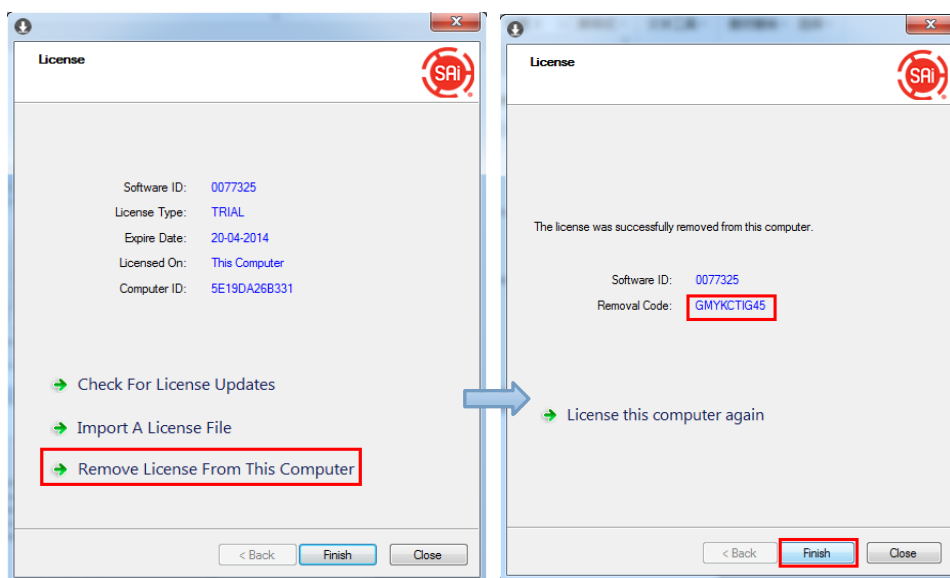 License
SAi
Software ID: 0077325
License Type: TRIAL
Expire Date: 20-04-2014
Licensed On: This Computer
Computer ID: 5E19DA26B331
Check For License Updates
Import A License File
Remove License From This Computer
< Back Finish Close
License
SAi
The license was successfully removed from this computer.
Software ID: 0077325
Removal Code: GMYKCTIG45
License this computer again
< Back Finish Close